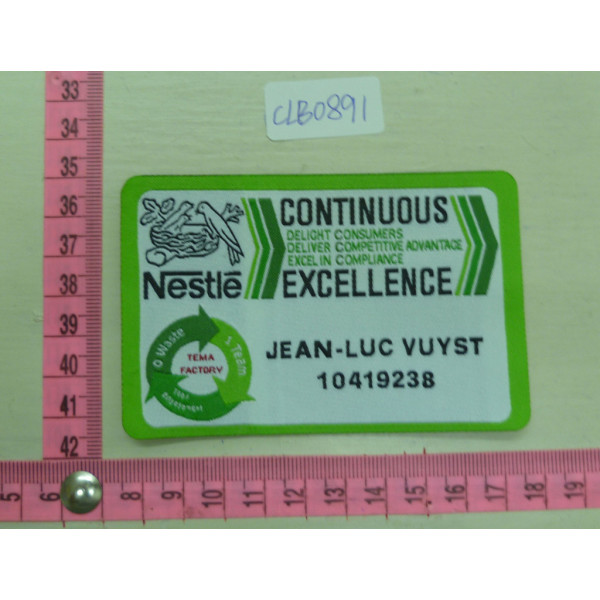 CLB0891
CONTINUOUS
DELIGHT CONSUMERS
DELIVER COMPETITIVE ADVANTAGE
EXCEL IN COMPLIANCE
Nestlé EXCELLENCE
0 Waste
1 Team
100% Engagement
TEMA
FACTORY
JEAN-LUC VUYST
10419238
33
34
35
36
37
38
39
40
41
42
5 6 8 9 10 11 12 13 14 15 16 17 18 19